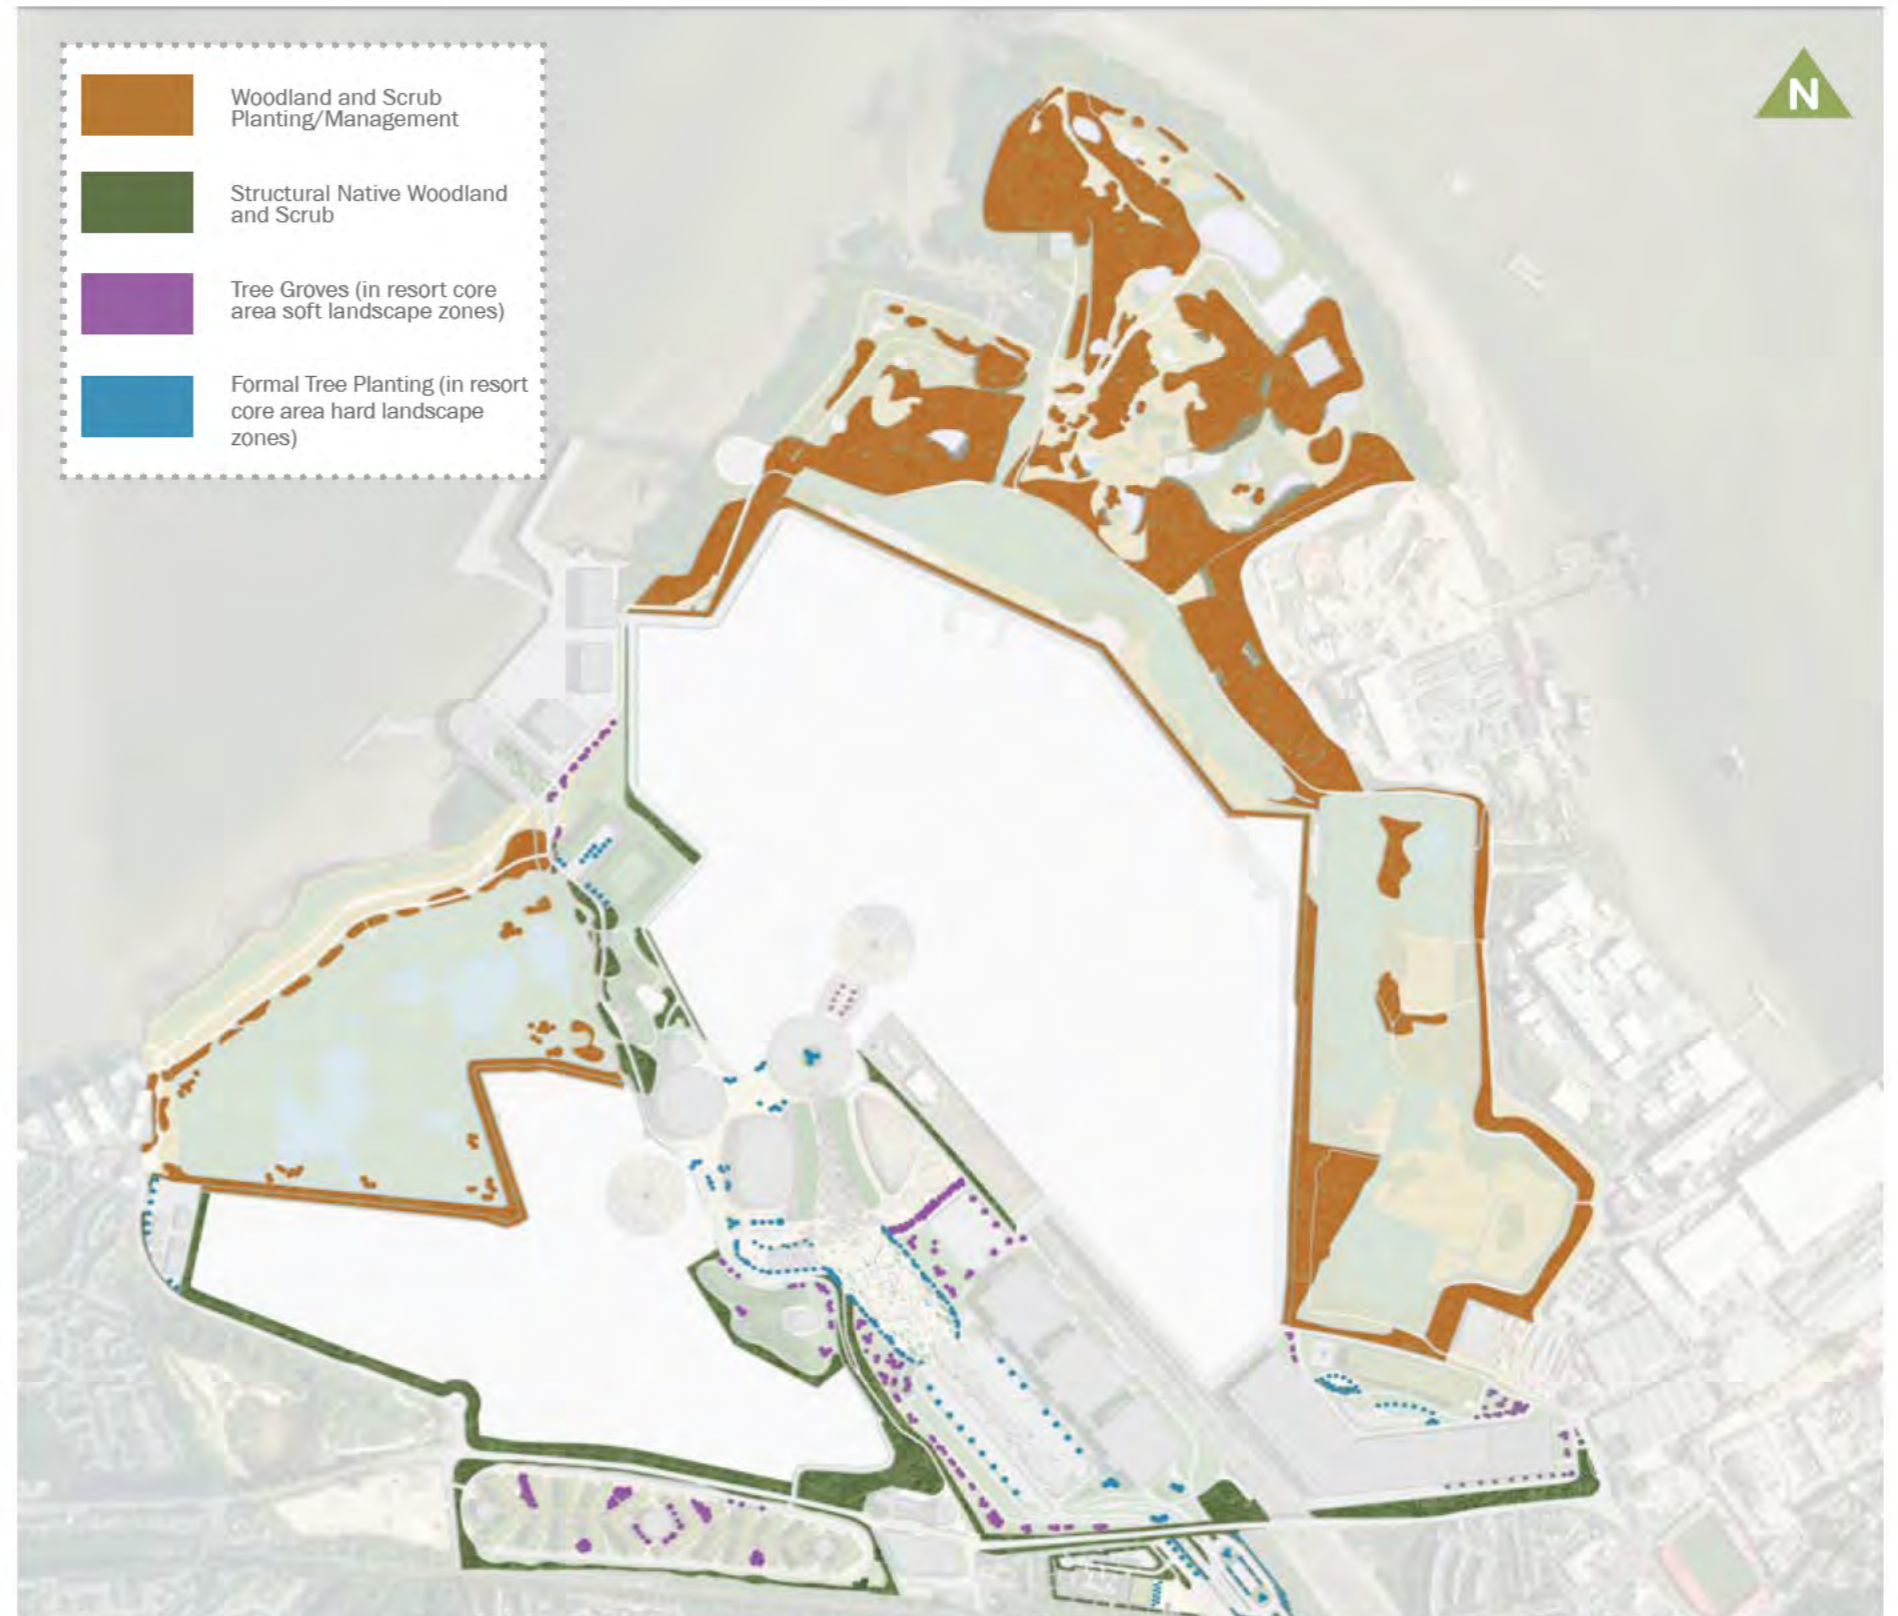 Woodland and Scrub
Planting/Management
Structural Native Woodland
and Scrub
Tree Groves (in resort core
area soft landscape zones)
Formal Tree Planting (in resort
core area hard landscape
zones)
N